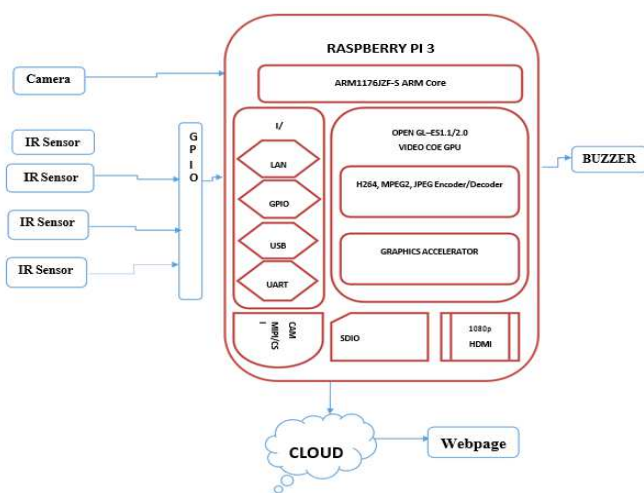 RASPBERRY PI 3
Camera
ARM1176JZF-S ARM Core
IR Sensor
IR Sensor
IR Sensor
IR Sensor
G
P
I
O
I/
LAN
GPIO
USB
UART
OPEN GL-ES1.1/2.0
VIDEO COE GPU
H264, MPEG2, JPEG Encoder/Decoder
GRAPHICS ACCELERATOR
BUZZER
CAM
MIPI/CS
I
SDIO
1080p
HDMI
CLOUD
Webpage